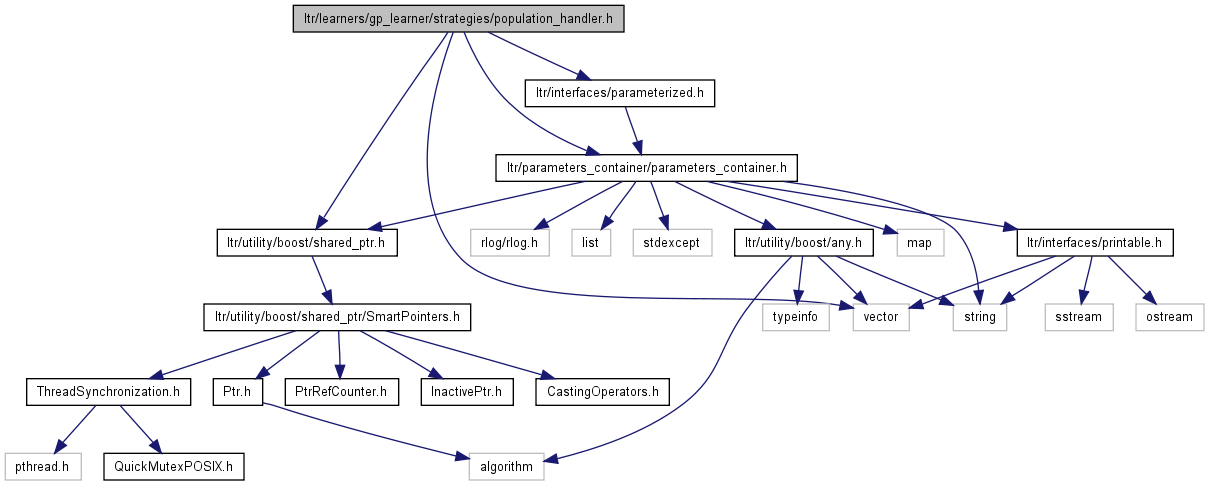 ltr/learners/gp_learner/strategies/population_handler.h
ltr/interfaces/parameterized.h
ltr/parameters_container/parameters_container.h
ltr/utility/boost/shared_ptr.h
rlog/rlog.h
list
stdexcept
ltr/utility/boost/any.h
map
ltr/interfaces/printable.h
ltr/utility/boost/shared_ptr/SmartPointers.h
typeinfo
vector
string
sstream
ostream
ThreadSynchronization.h
Ptr.h
PtrRefCounter.h
InactivePtr.h
CastingOperators.h
pthread.h
QuickMutexPOSIX.h
algorithm